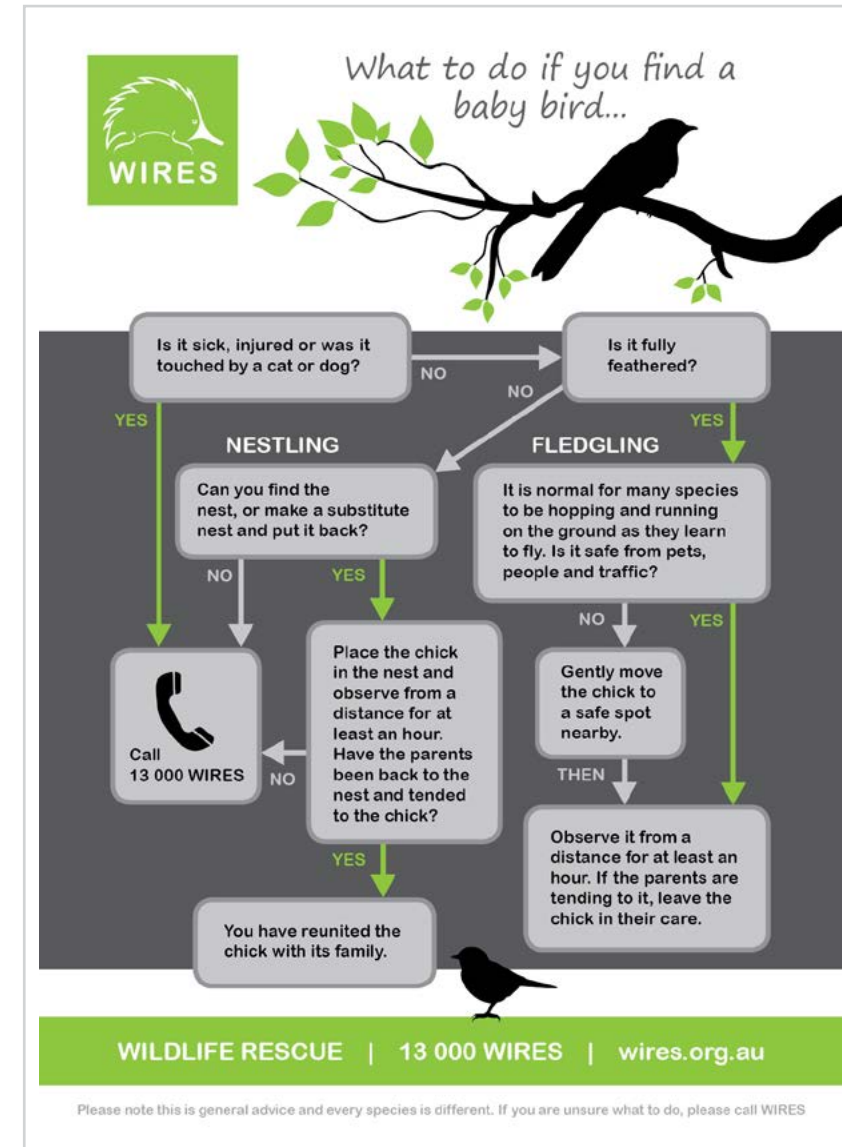 What to do if you find a
baby bird...
WIRES
Is it sick, injured or was it
touched by a cat or dog?
NO
Is it fully
feathered?
YES
NO
YES
NESTLING
FLEDGLING
Can you find the
nest, or make a substitute
nest and put it back?
It is normal for many species
to be hopping and running
on the ground as they learn
to fly. Is it safe from pets,
people and traffic?
NO
YES
NO
YES
Place the chick
in the nest and
observe from a
distance for at
least an hour.
Have the parents
been back to the
nest and tended
to the chick?
Gently move
the chick to
a safe spot
nearby.
Call
13 000 WIRES
NO
THEN
YES
Observe it from a
distance for at least an
hour. If the parents are
tending to it, leave the
chick in their care.
You have reunited the
chick with its family.
WILDLIFE RESCUE | 13 000 WIRES | wires.org.au
Please note this is general advice and every species is different. If you are unsure what to do, please call WIRES